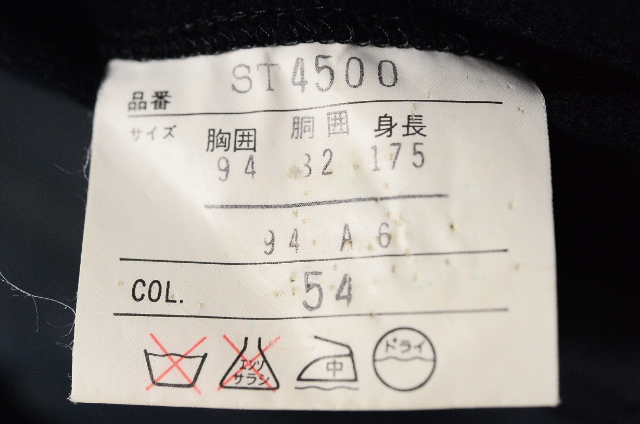 品番 ST4500
サイズ 胸囲 胴囲 身長
94 82 175
94 A 6
COL. 54
エンソ サラシ 中 ドライ